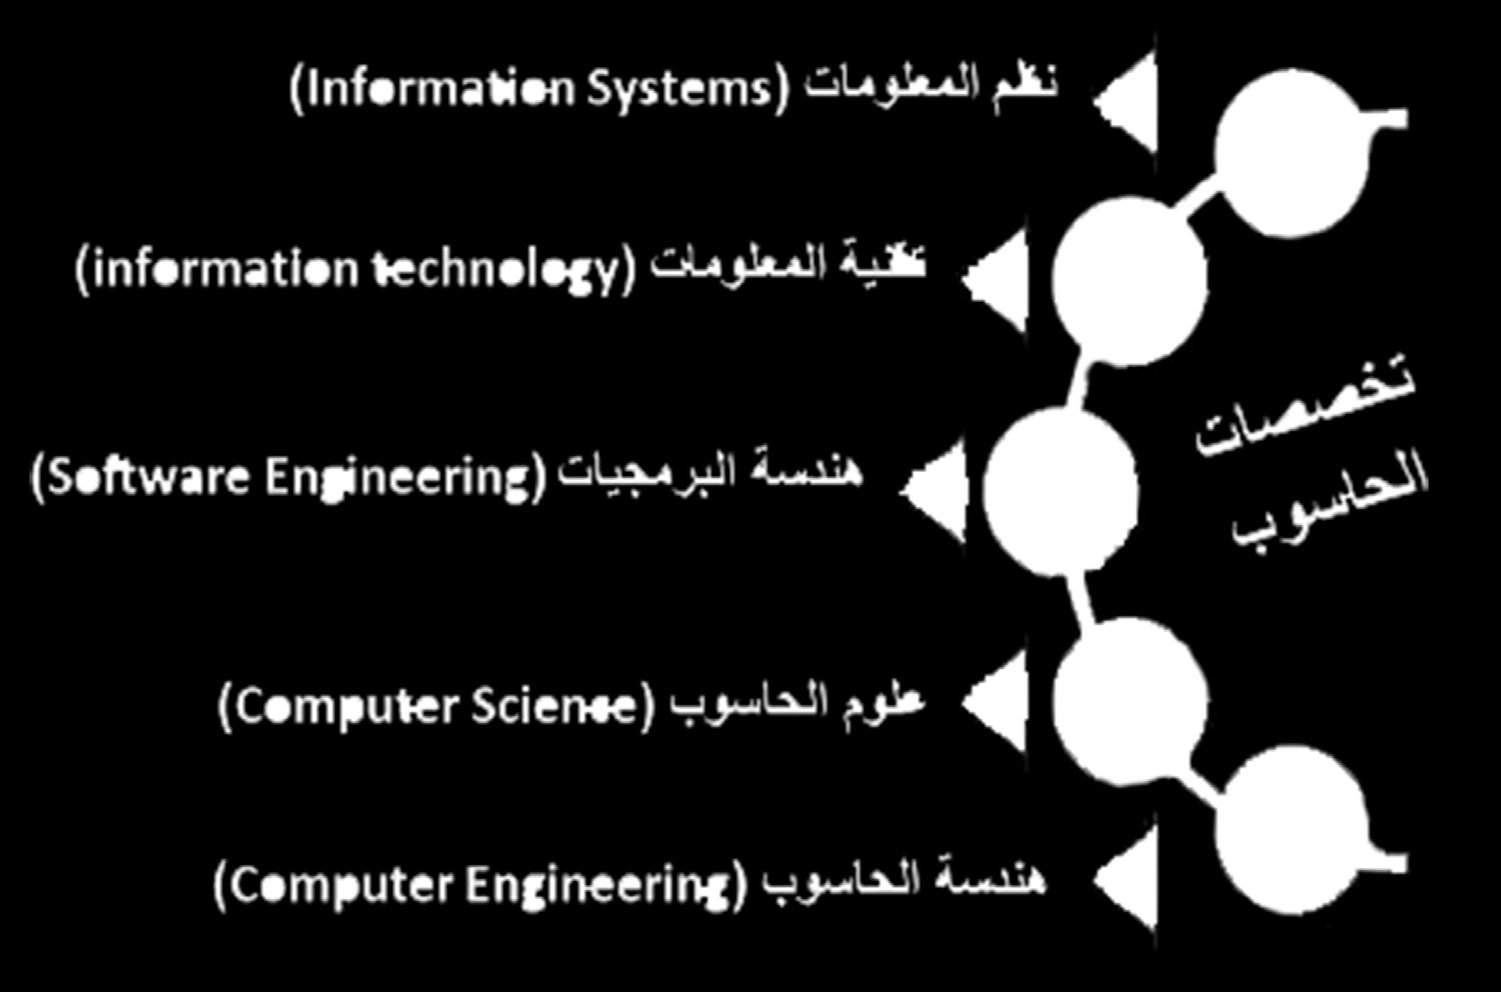 تخصصات
الحاسوب
نظم المعلومات (Information Systems)
تقنية المعلومات (information technology)
هندسة البرمجيات (Software Engineering)
علوم الحاسوب (Computer Science)
هندسة الحاسوب (Computer Engineering)